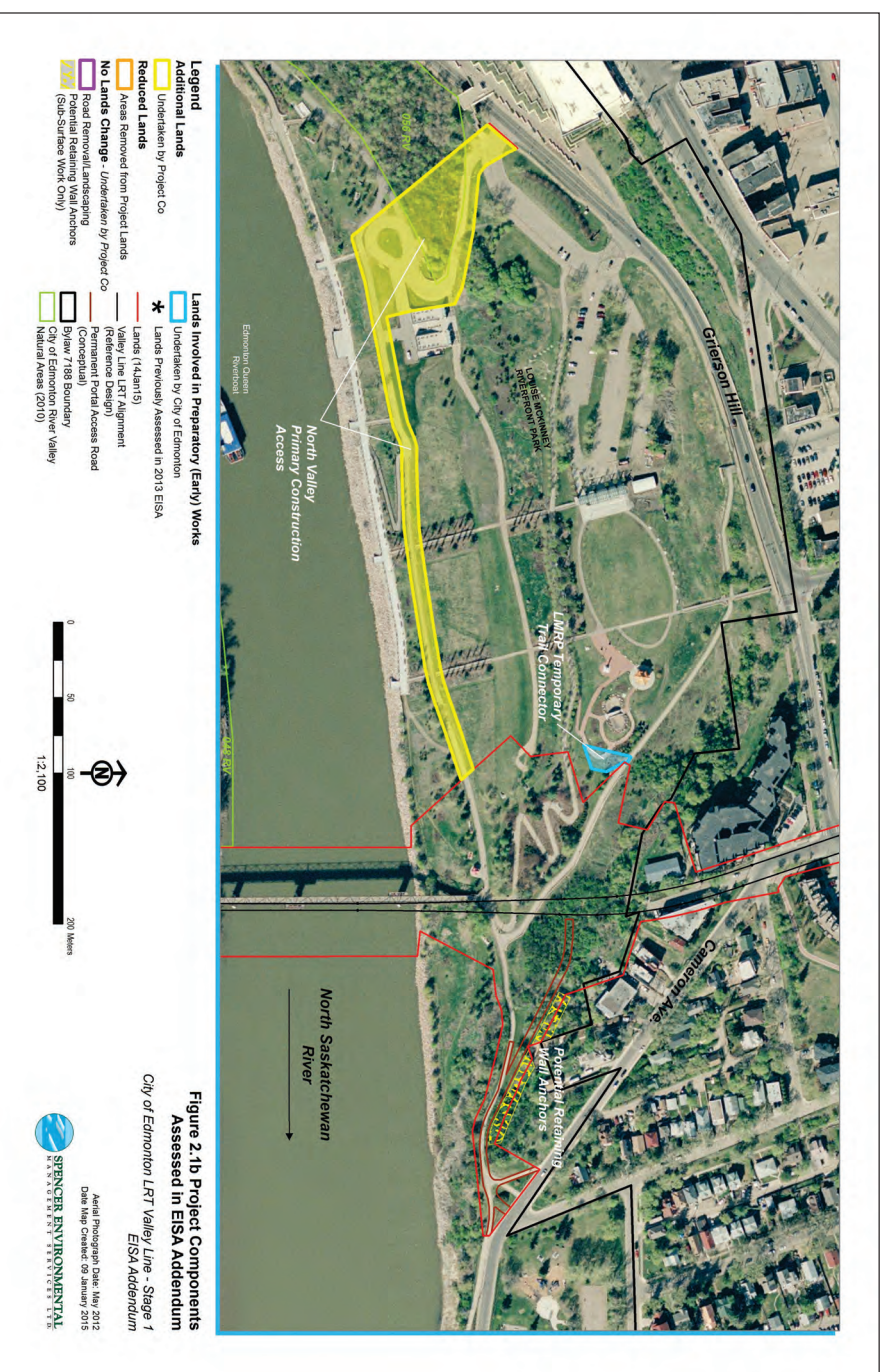 Grierson Hill
Cameron Ave.
LOUISE MCKINNEY
RIVERFRONT PARK
098 RV
LMRP Temporary
Trail Connector
Potential Retaining
Wall Anchors
North Valley
Primary Construction
Access
Edmonton Queen
Riverboat
North Saskatchewan
River
Legend
Additional Lands
Undertaken by Project Co
Reduced Lands
Areas Removed from Project Lands
No Lands Change - Undertaken by Project Co
Road Removal/Landscaping
Potential Retaining Wall Anchors
(Sub-Surface Work Only)
Lands Involved in Preparatory (Early) Works
Undertaken by City of Edmonton
* Lands Previously Assessed in 2013 EISA
Lands (14Jan15)
Valley Line LRT Alignment
(Reference Design)
Permanent Portal Access Road
(Conceptual)
Bylaw 7188 Boundary
City of Edmonton River Valley
Natural Areas (2010)
N
0 50 100 200 Meters
1:2,100
Figure 2.1b Project Components
Assessed in EISA Addendum
City of Edmonton LRT Valley Line - Stage 1
EISA Addendum
Aerial Photograph Date: May 2012
Date Map Created: 09 January 2015
SPENCER ENVIRONMENTAL
MANAGEMENT SERVICES LTD.